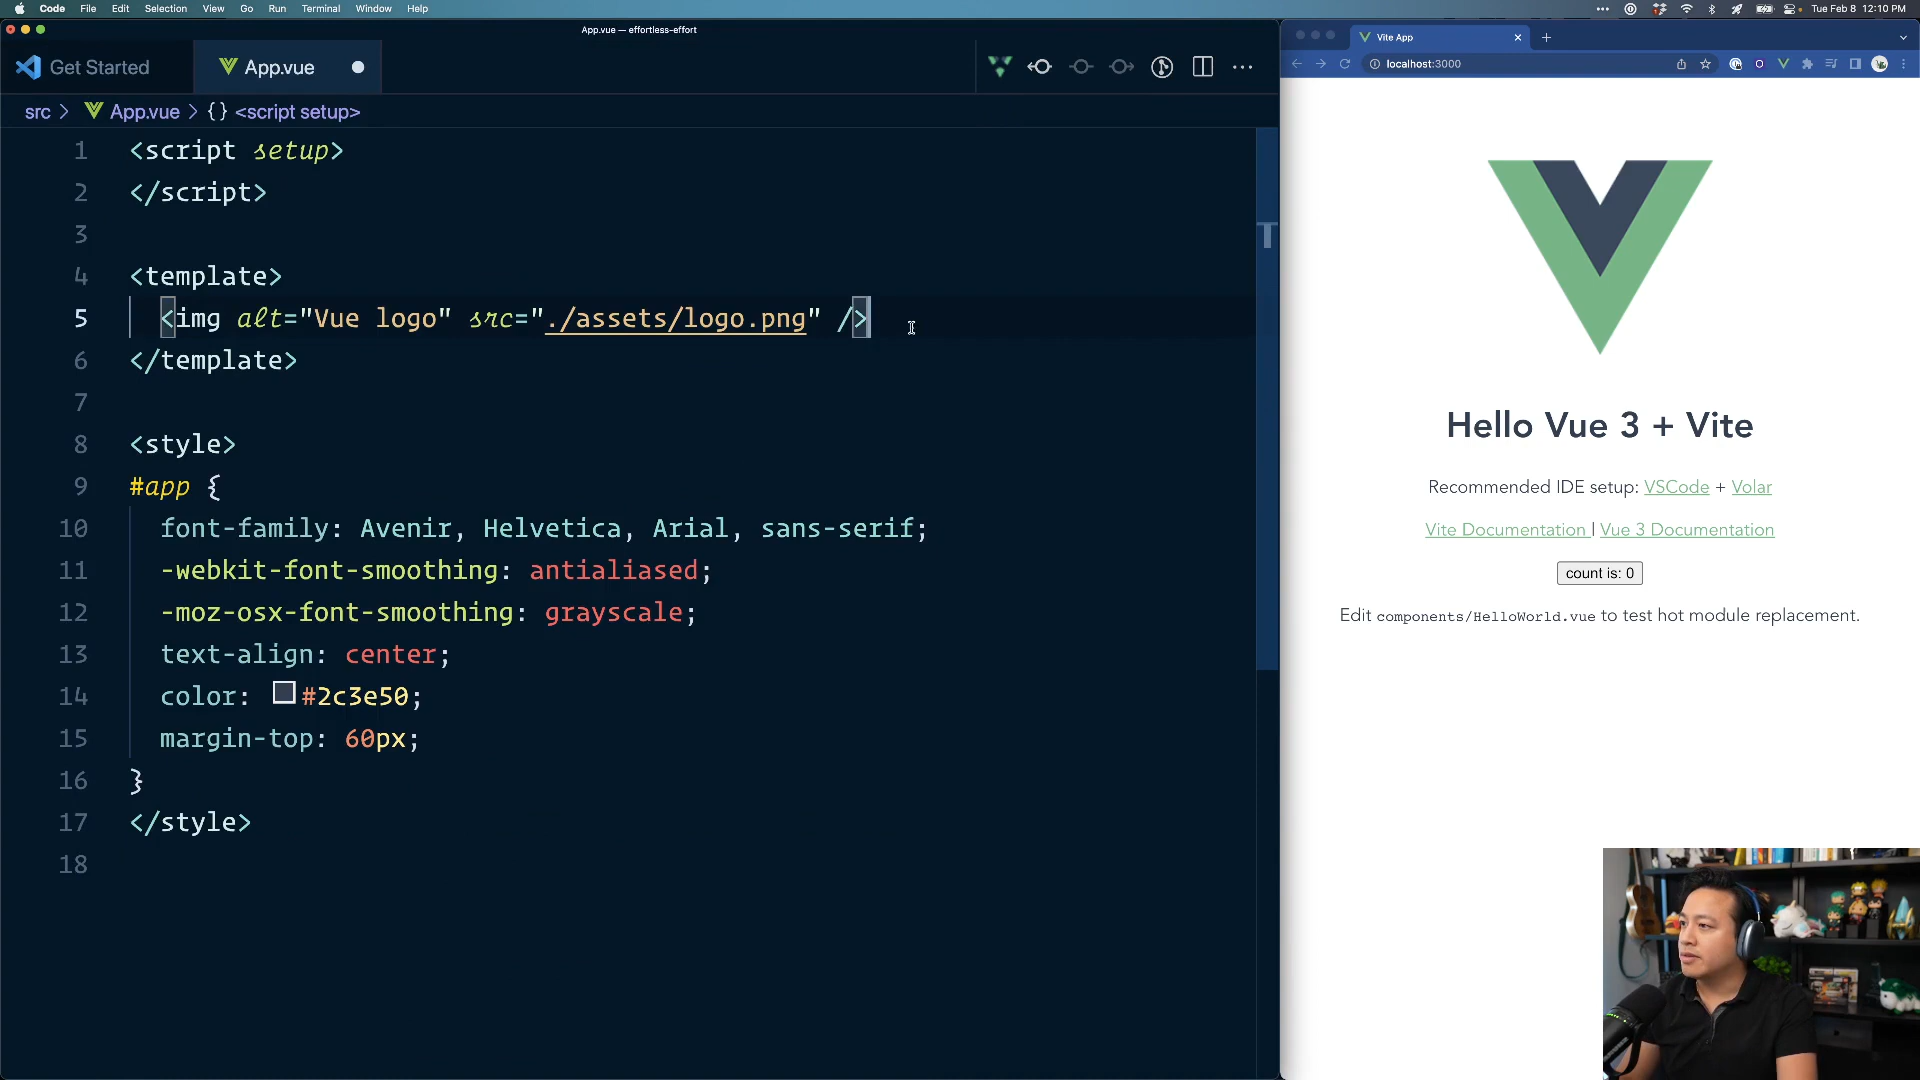 Code File Edit Selection View Go Run Terminal Window Help
Tue Feb 8 12:10 PM
App.vue — effortless-effort
Get Started
App.vue
src > App.vue > {} <script setup>
1 <script setup>
2 </script>
3
4 <template>
5 <img alt="Vue logo" src="./assets/logo.png" />
6 </template>
7
8 <style>
9 #app {
10 font-family: Avenir, Helvetica, Arial, sans-serif;
11 -webkit-font-smoothing: antialiased;
12 -moz-osx-font-smoothing: grayscale;
13 text-align: center;
14 color: #2c3e50;
15 margin-top: 60px;
16 }
17 </style>
18
Vite App
localhost:3000
Hello Vue 3 + Vite
Recommended IDE setup: VSCode + Volar
Vite Documentation | Vue 3 Documentation
count is: 0
Edit components/HelloWorld.vue to test hot module replacement.